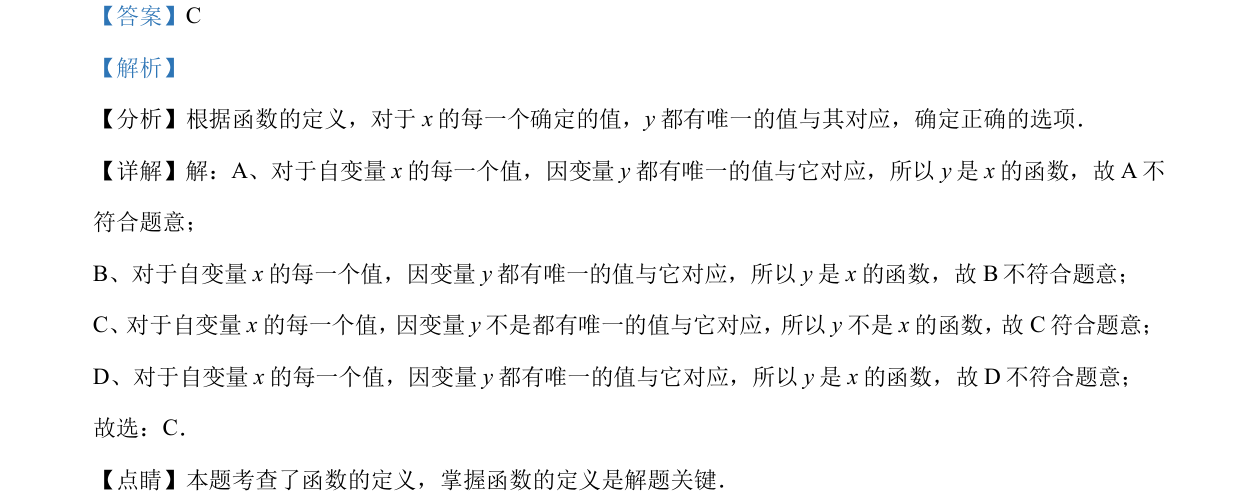 【答案】C
【解析】
【分析】根据函数的定义，对于 x 的每一个确定的值，y 都有唯一的值与其对应，确定正确的选项．
【详解】解：A、对于自变量 x 的每一个值，因变量 y 都有唯一的值与它对应，所以 y 是 x 的函数，故 A 不
符合题意；
B、对于自变量 x 的每一个值，因变量 y 都有唯一的值与它对应，所以 y 是 x 的函数，故 B 不符合题意；
C、对于自变量 x 的每一个值，因变量 y 不是都有唯一的值与它对应，所以 y 不是 x 的函数，故 C 符合题意；
D、对于自变量 x 的每一个值，因变量 y 都有唯一的值与它对应，所以 y 是 x 的函数，故 D 不符合题意；
故选：C．
【点睛】本题考查了函数的定义，掌握函数的定义是解题关键．